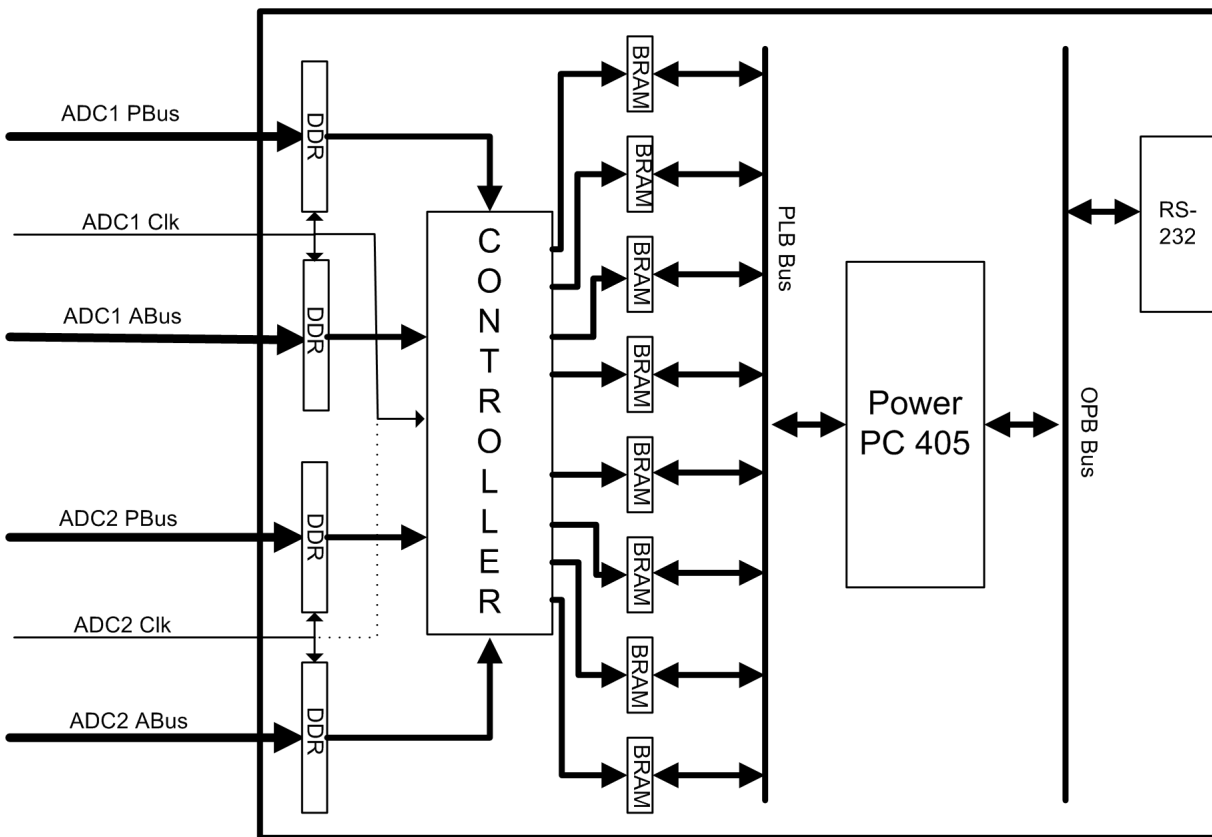 ADC1 PBus
ADC1 Clk
ADC1 ABus
ADC2 PBus
ADC2 Clk
ADC2 ABus
DDR
DDR
DDR
DDR
CONTROLLER
BRAM
BRAM
BRAM
BRAM
BRAM
BRAM
BRAM
BRAM
PLB Bus
Power
PC 405
OPB Bus
RS-
232